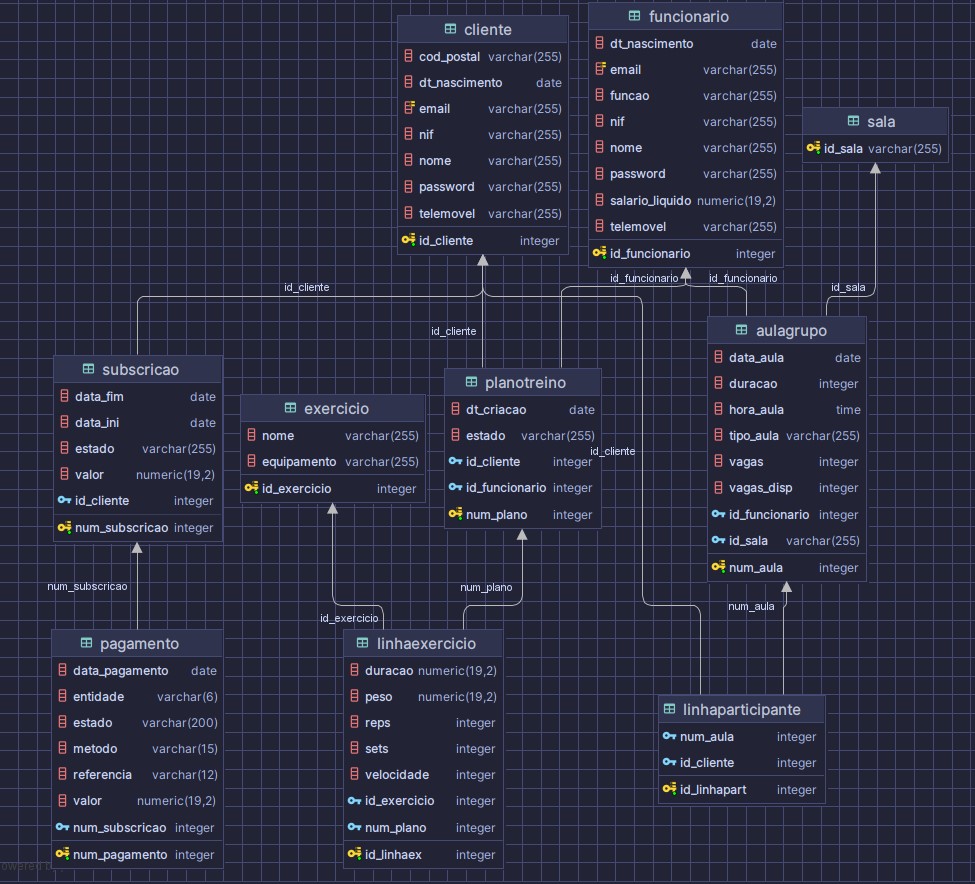 cliente
cod_postal varchar(255)
dt_nascimento date
email varchar(255)
nif varchar(255)
nome varchar(255)
password varchar(255)
telemovel varchar(255)
id_cliente integer
funcionario
dt_nascimento date
email varchar(255)
funcao varchar(255)
nif varchar(255)
nome varchar(255)
password varchar(255)
salario_liquido numeric(19,2)
telemovel varchar(255)
id_funcionario integer
sala
id_sala varchar(255)
id_cliente
id_cliente
id_funcionario
id_funcionario
id_sala
subscricao
data_fim date
data_ini date
estado varchar(255)
valor numeric(19,2)
id_cliente integer
num_subscricao integer
exercicio
nome varchar(255)
equipamento varchar(255)
id_exercicio integer
planotreino
dt_criacao date
estado varchar(255)
id_cliente integer
id_funcionario integer
num_plano integer
id_cliente
aulagrupo
data_aula date
duracao integer
hora_aula time
tipo_aula varchar(255)
vagas integer
vagas_disp integer
id_funcionario integer
id_sala varchar(255)
num_aula integer
num_subscricao
id_exercicio
num_plano
num_aula
pagamento
data_pagamento date
entidade varchar(6)
estado varchar(200)
metodo varchar(15)
referencia varchar(12)
valor numeric(19,2)
num_subscricao integer
num_pagamento integer
linhaexercicio
duracao numeric(19,2)
peso numeric(19,2)
reps integer
sets integer
velocidade integer
id_exercicio integer
num_plano integer
id_linhaex integer
linhaparticipante
num_aula integer
id_cliente integer
id_linhapart integer